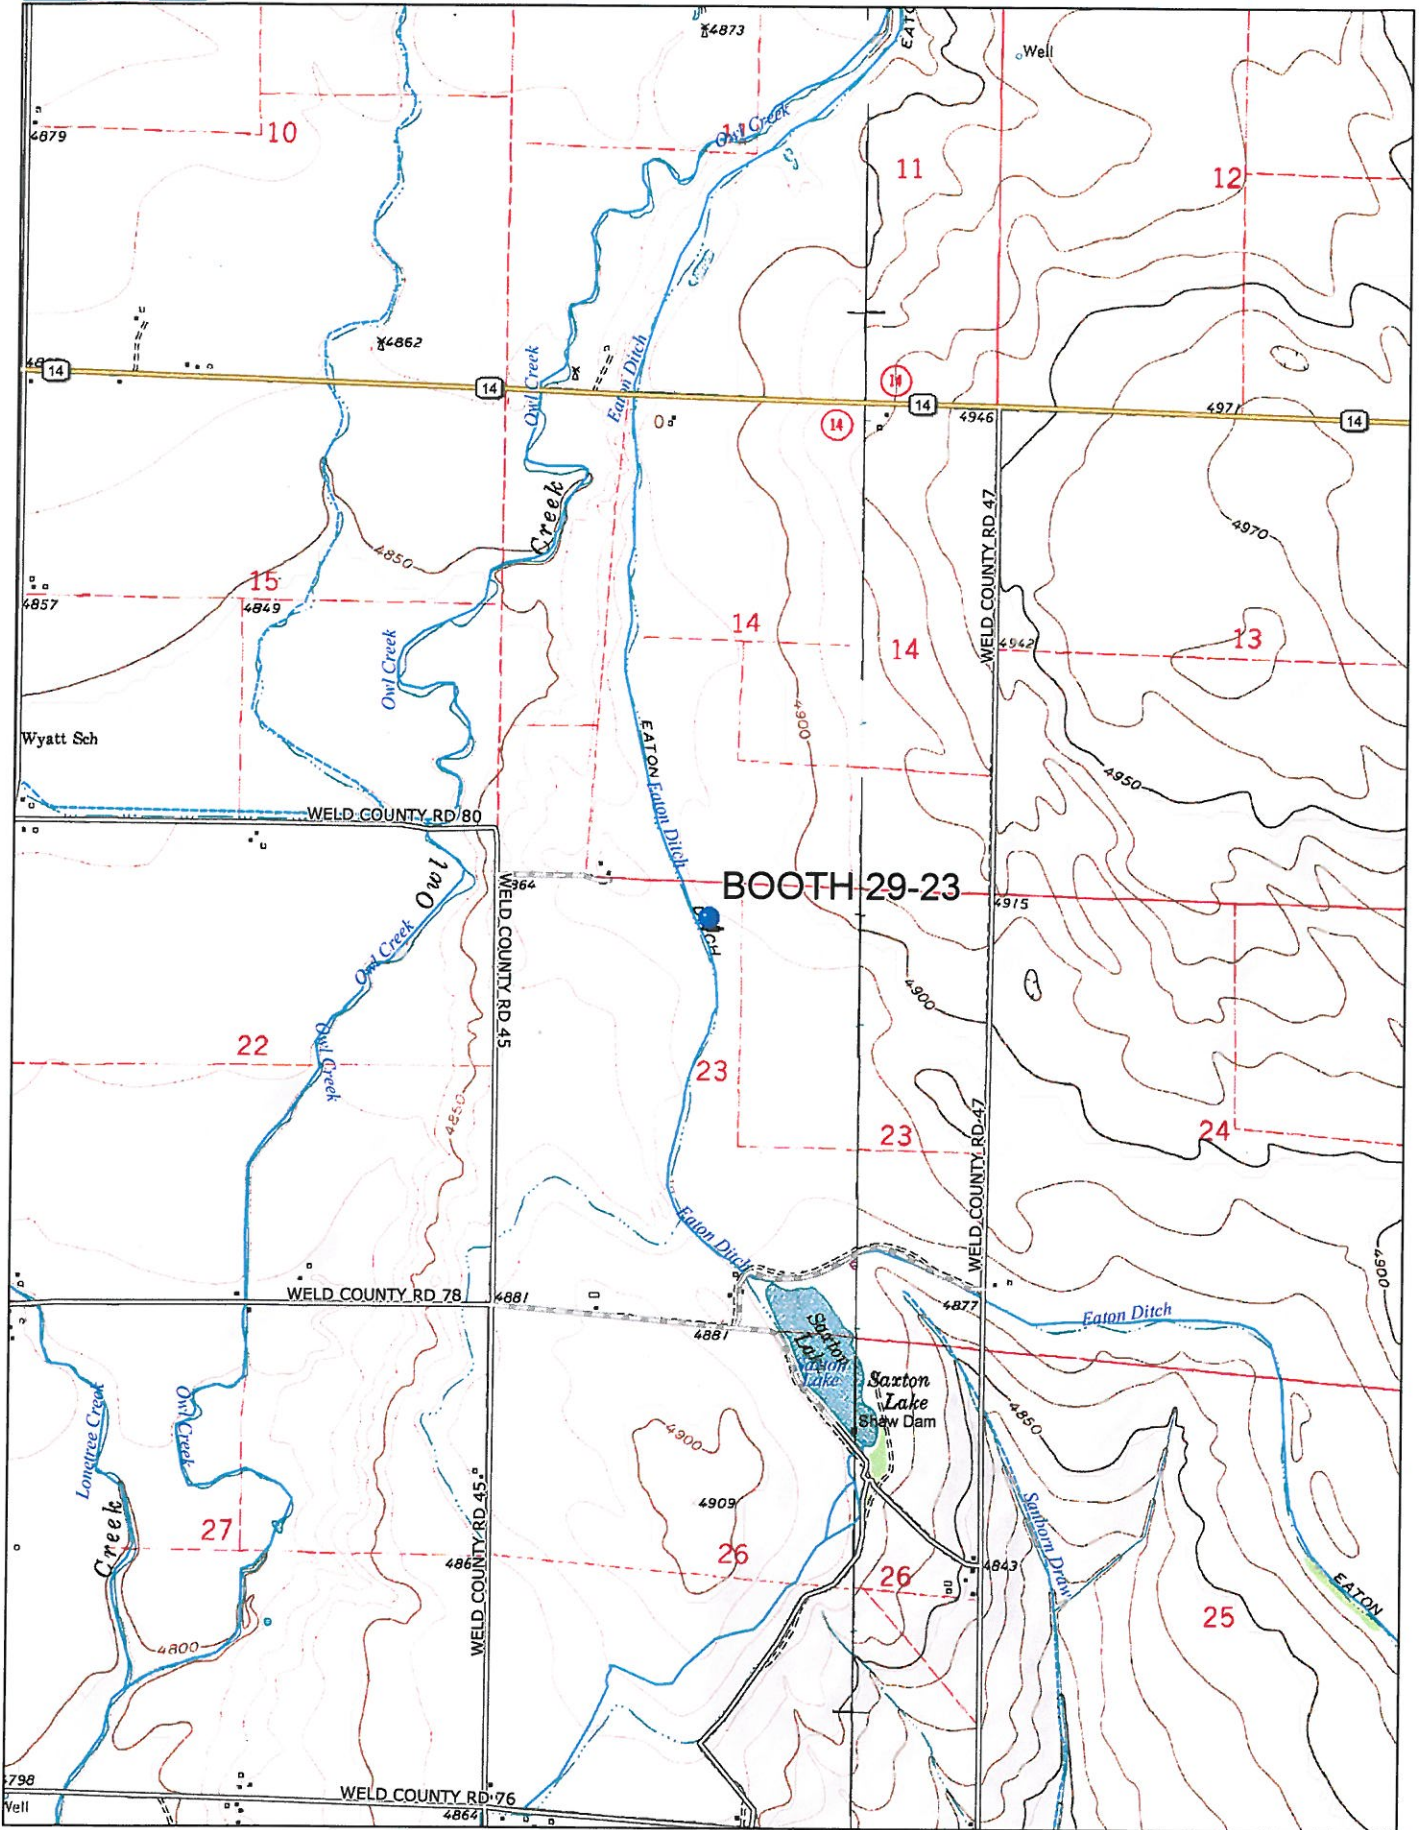 4873
EATO
Well
Owl Creek
4879
10
11
11
12
4862
14
Owl Creek
Eaton Ditch
14
14
14
14
4946
4971
14
14
Creek
4850
WELD COUNTY RD 47
4970
15
4857
4849
14
14
4942
13
Owl Creek
4900
Wyatt Sch
EATON
Eaton Ditch
4950
WELD COUNTY RD 80
Owl
BOOTH 29-23
4915
DITCH
Owl Creek
WELD COUNTY RD 45
4900
22
Owl Creek
23
4850
23
24
WELD COUNTY RD 47
Eaton Ditch
4900
WELD COUNTY RD 78
4881
4881
4877
Eaton Ditch
Saxton Lake
Saxton Lake
Saxton
Lake
Shaw Dam
Lonetree Creek
Owl Creek
4900
4850
4909
Creek
27
WELD COUNTY RD 45
26
26
4843
Sanborn Draw
25
EATON
4800
4798
Well
WELD COUNTY RD 76
4864